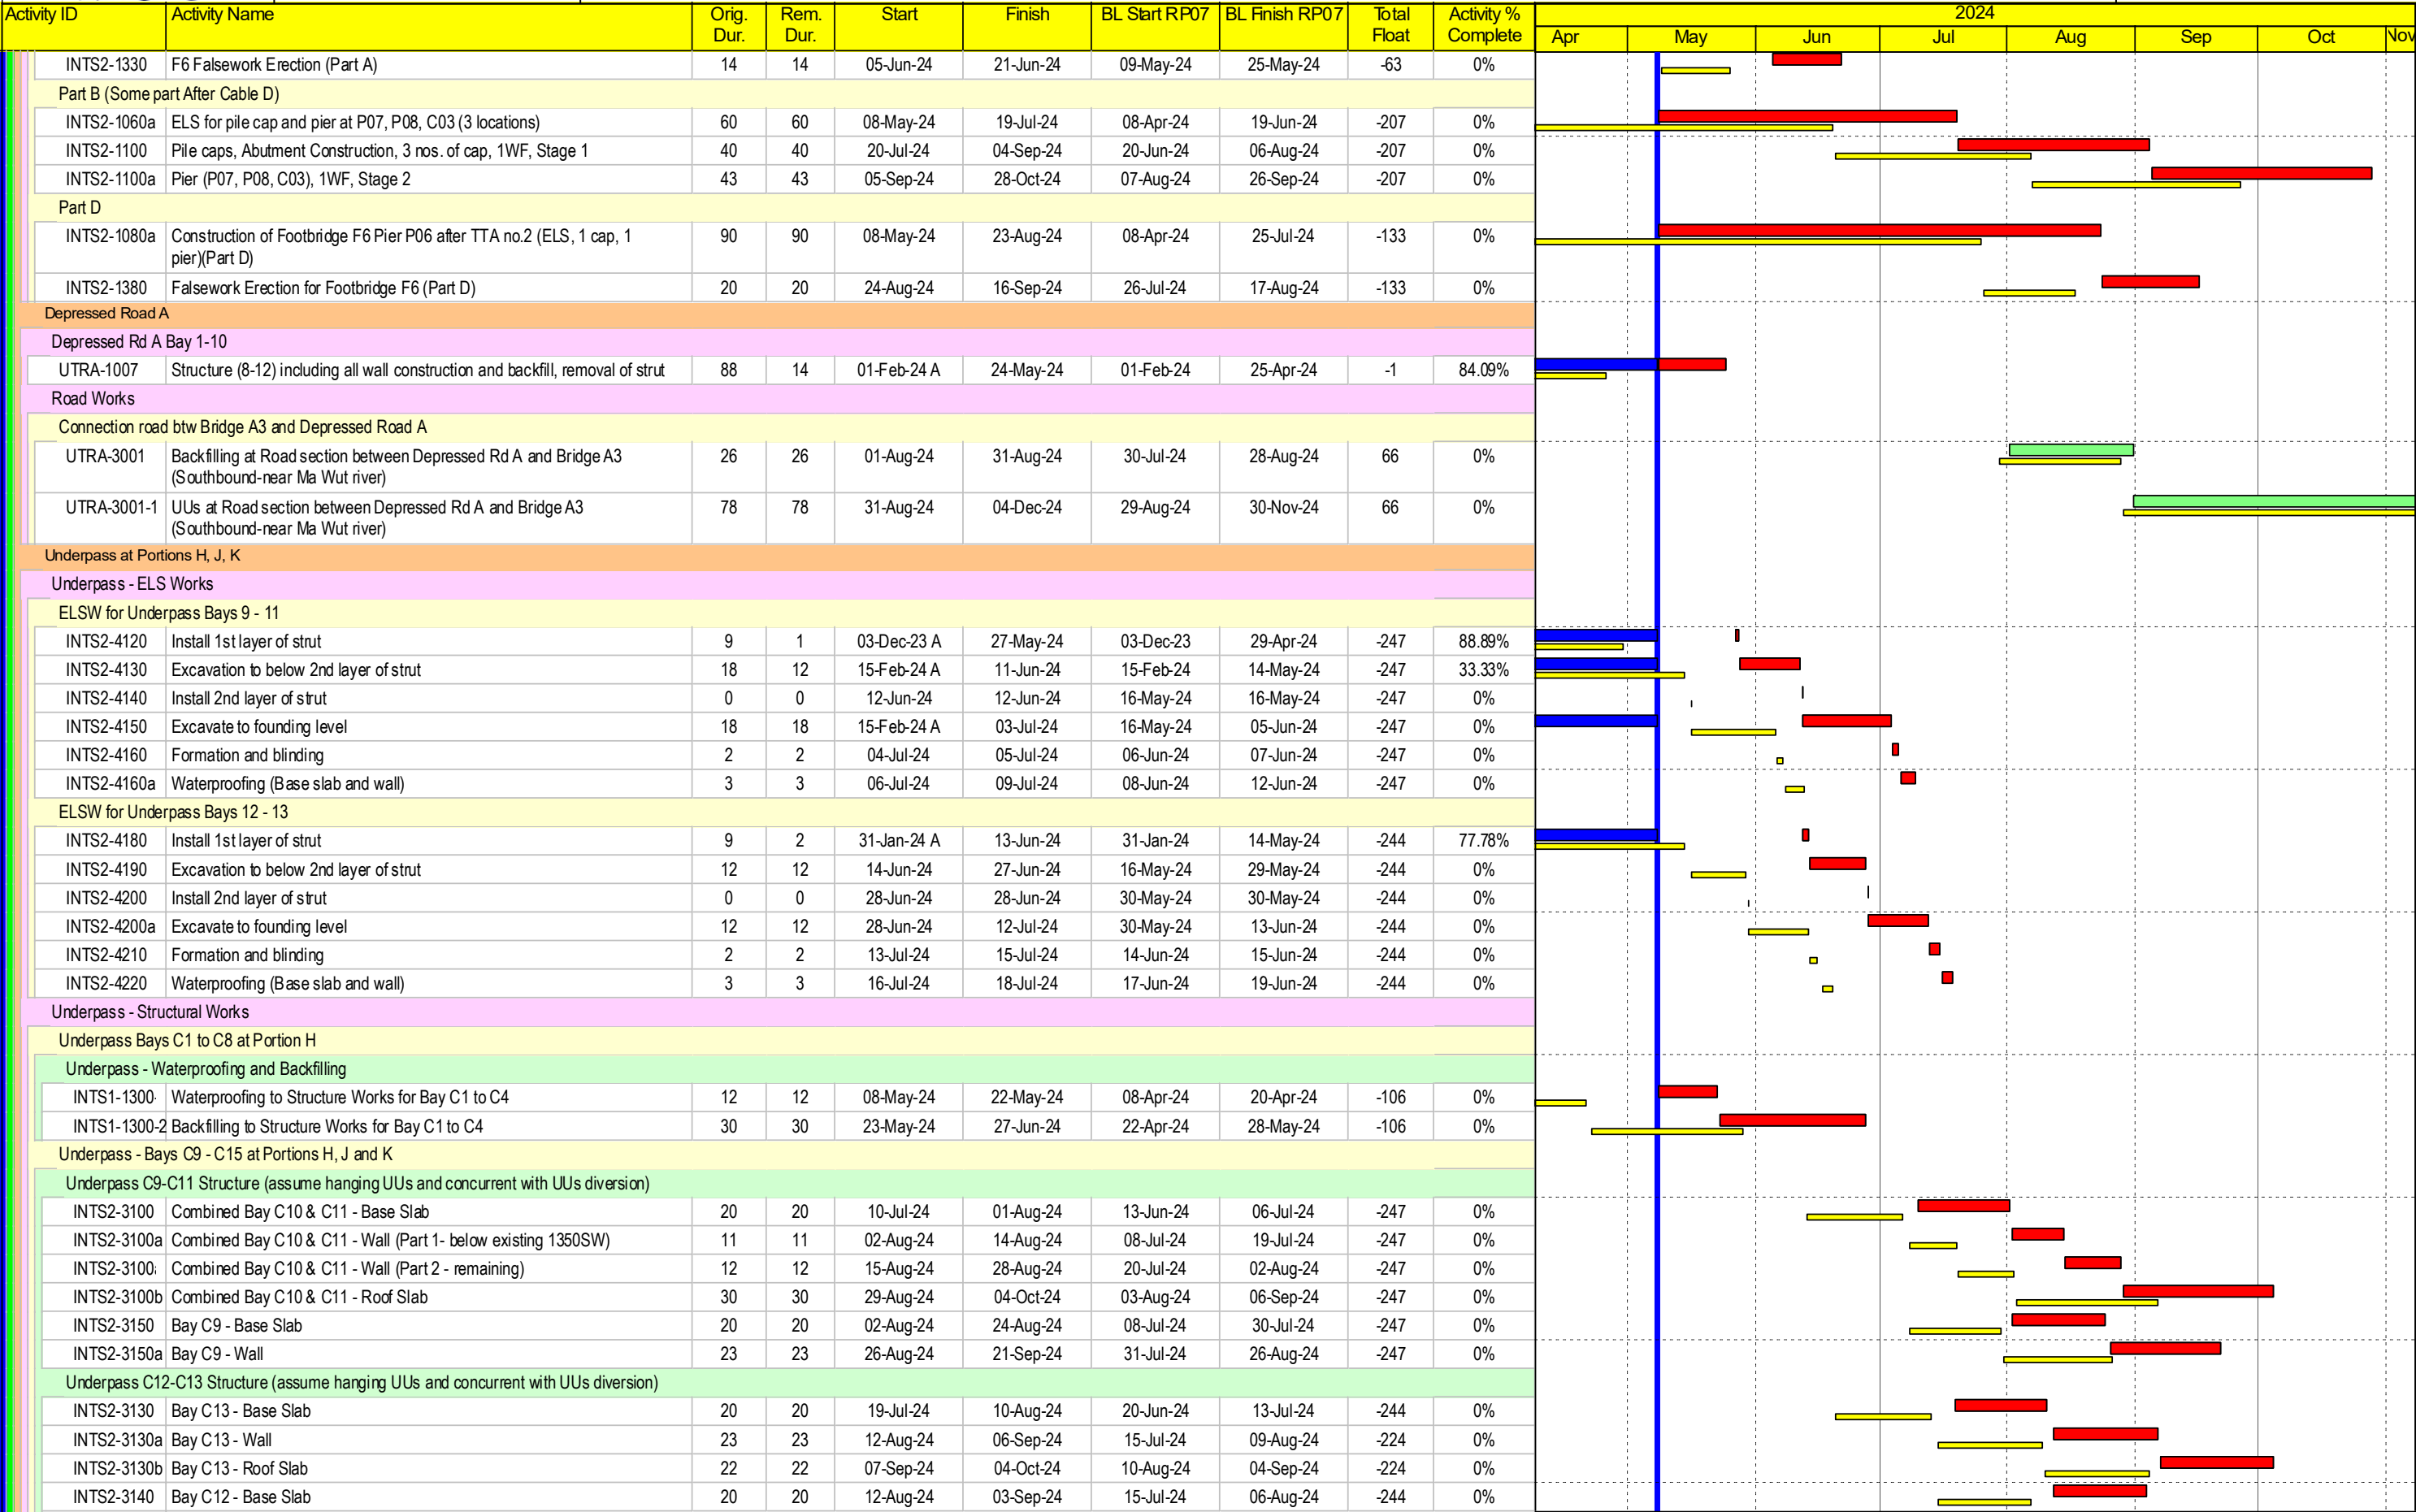 Activity ID Activity Name Orig. Dur. Rem. Dur. Start Finish BL Start RP07 BL Finish RP07 Total Float Activity % Complete 2024
Apr May Jun Jul Aug Sep Oct Nov
INTS2-1330 F6 Falsework Erection (Part A) 14 14 05-Jun-24 21-Jun-24 09-May-24 25-May-24 -63 0%
Part B (Some part After Cable D)
INTS2-1060a ELS for pile cap and pier at P07, P08, C03 (3 locations) 60 60 08-May-24 19-Jul-24 08-Apr-24 19-Jun-24 -207 0%
INTS2-1100 Pile caps, Abutment Construction, 3 nos. of cap, 1WF, Stage 1 40 40 20-Jul-24 04-Sep-24 20-Jun-24 06-Aug-24 -207 0%
INTS2-1100a Pier (P07, P08, C03), 1WF, Stage 2 43 43 05-Sep-24 28-Oct-24 07-Aug-24 26-Sep-24 -207 0%
Part D
INTS2-1080a Construction of Footbridge F6 Pier P06 after TTA no.2 (ELS, 1 cap, 1 90 90 08-May-24 23-Aug-24 08-Apr-24 25-Jul-24 -133 0%
pier)(Part D)
INTS2-1380 Falsework Erection for Footbridge F6 (Part D) 20 20 24-Aug-24 16-Sep-24 26-Jul-24 17-Aug-24 -133 0%
Depressed Road A
Depressed Rd A Bay 1-10
UTRA-1007 Structure (8-12) including all wall construction and backfill, removal of strut 88 14 01-Feb-24 A 24-May-24 01-Feb-24 25-Apr-24 -1 84.09%
Road Works
Connection road btw Bridge A3 and Depressed Road A
UTRA-3001 Backfilling at Road section between Depressed Rd A and Bridge A3 26 26 01-Aug-24 31-Aug-24 30-Jul-24 28-Aug-24 66 0%
(Southbound-near Ma Wut river)
UTRA-3001-1 UUs at Road section between Depressed Rd A and Bridge A3 78 78 31-Aug-24 04-Dec-24 29-Aug-24 30-Nov-24 66 0%
(Southbound-near Ma Wut river)
Underpass at Portions H, J, K
Underpass - ELS Works
ELSW for Underpass Bays 9 - 11
INTS2-4120 Install 1st layer of strut 9 1 03-Dec-23 A 27-May-24 03-Dec-23 29-Apr-24 -247 88.89%
INTS2-4130 Excavation to below 2nd layer of strut 18 12 15-Feb-24 A 11-Jun-24 15-Feb-24 14-May-24 -247 33.33%
INTS2-4140 Install 2nd layer of strut 0 0 12-Jun-24 12-Jun-24 16-May-24 16-May-24 -247 0%
INTS2-4150 Excavate to founding level 18 18 15-Feb-24 A 03-Jul-24 16-May-24 05-Jun-24 -247 0%
INTS2-4160 Formation and blinding 2 2 04-Jul-24 05-Jul-24 06-Jun-24 07-Jun-24 -247 0%
INTS2-4160a Waterproofing (Base slab and wall) 3 3 06-Jul-24 09-Jul-24 08-Jun-24 12-Jun-24 -247 0%
ELSW for Underpass Bays 12 - 13
INTS2-4180 Install 1st layer of strut 9 2 31-Jan-24 A 13-Jun-24 31-Jan-24 14-May-24 -244 77.78%
INTS2-4190 Excavation to below 2nd layer of strut 12 12 14-Jun-24 27-Jun-24 16-May-24 29-May-24 -244 0%
INTS2-4200 Install 2nd layer of strut 0 0 28-Jun-24 28-Jun-24 30-May-24 30-May-24 -244 0%
INTS2-4200a Excavate to founding level 12 12 28-Jun-24 12-Jul-24 30-May-24 13-Jun-24 -244 0%
INTS2-4210 Formation and blinding 2 2 13-Jul-24 15-Jul-24 14-Jun-24 15-Jun-24 -244 0%
INTS2-4220 Waterproofing (Base slab and wall) 3 3 16-Jul-24 18-Jul-24 17-Jun-24 19-Jun-24 -244 0%
Underpass - Structural Works
Underpass Bays C1 to C8 at Portion H
Underpass - Waterproofing and Backfilling
INTS1-1300- Waterproofing to Structure Works for Bay C1 to C4 12 12 08-May-24 22-May-24 08-Apr-24 20-Apr-24 -106 0%
INTS1-1300-2 Backfilling to Structure Works for Bay C1 to C4 30 30 23-May-24 27-Jun-24 22-Apr-24 28-May-24 -106 0%
Underpass - Bays C9 - C15 at Portions H, J and K
Underpass C9-C11 Structure (assume hanging UUs and concurrent with UUs diversion)
INTS2-3100 Combined Bay C10 & C11 - Base Slab 20 20 10-Jul-24 01-Aug-24 13-Jun-24 06-Jul-24 -247 0%
INTS2-3100a Combined Bay C10 & C11 - Wall (Part 1- below existing 1350SW) 11 11 02-Aug-24 14-Aug-24 08-Jul-24 19-Jul-24 -247 0%
INTS2-3100 Combined Bay C10 & C11 - Wall (Part 2 - remaining) 12 12 15-Aug-24 28-Aug-24 20-Jul-24 02-Aug-24 -247 0%
INTS2-3100b Combined Bay C10 & C11 - Roof Slab 30 30 29-Aug-24 04-Oct-24 03-Aug-24 06-Sep-24 -247 0%
INTS2-3150 Bay C9 - Base Slab 20 20 02-Aug-24 24-Aug-24 08-Jul-24 30-Jul-24 -247 0%
INTS2-3150a Bay C9 - Wall 23 23 26-Aug-24 21-Sep-24 31-Jul-24 26-Aug-24 -247 0%
Underpass C12-C13 Structure (assume hanging UUs and concurrent with UUs diversion)
INTS2-3130 Bay C13 - Base Slab 20 20 19-Jul-24 10-Aug-24 20-Jun-24 13-Jul-24 -244 0%
INTS2-3130a Bay C13 - Wall 23 23 12-Aug-24 06-Sep-24 15-Jul-24 09-Aug-24 -224 0%
INTS2-3130b Bay C13 - Roof Slab 22 22 07-Sep-24 04-Oct-24 10-Aug-24 04-Sep-24 -224 0%
INTS2-3140 Bay C12 - Base Slab 20 20 12-Aug-24 03-Sep-24 15-Jul-24 06-Aug-24 -244 0%